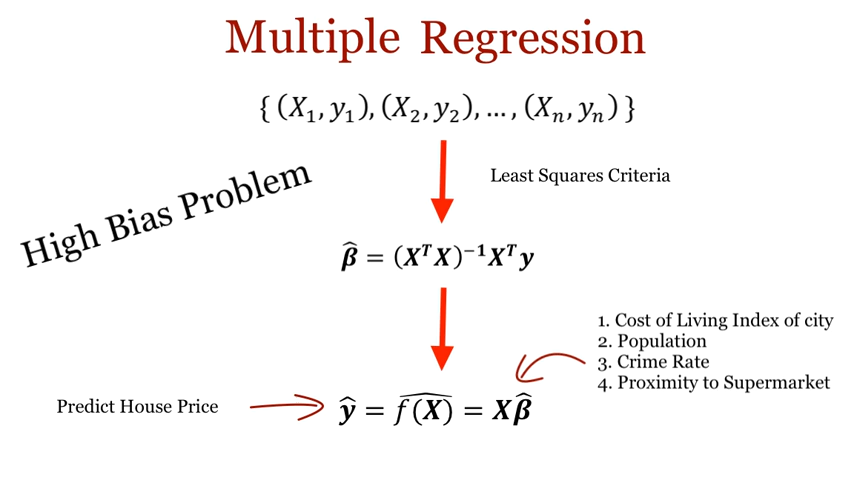 Multiple Regression
{ (X₁, y₁), (X₂, y₂), … , (Xₙ, yₙ) }
High Bias Problem
Least Squares Criteria
β̂ = (XᵀX)⁻¹Xᵀy
1. Cost of Living Index of city
2. Population
3. Crime Rate
4. Proximity to Supermarket
Predict House Price
ŷ = f(X)̂ = Xβ̂